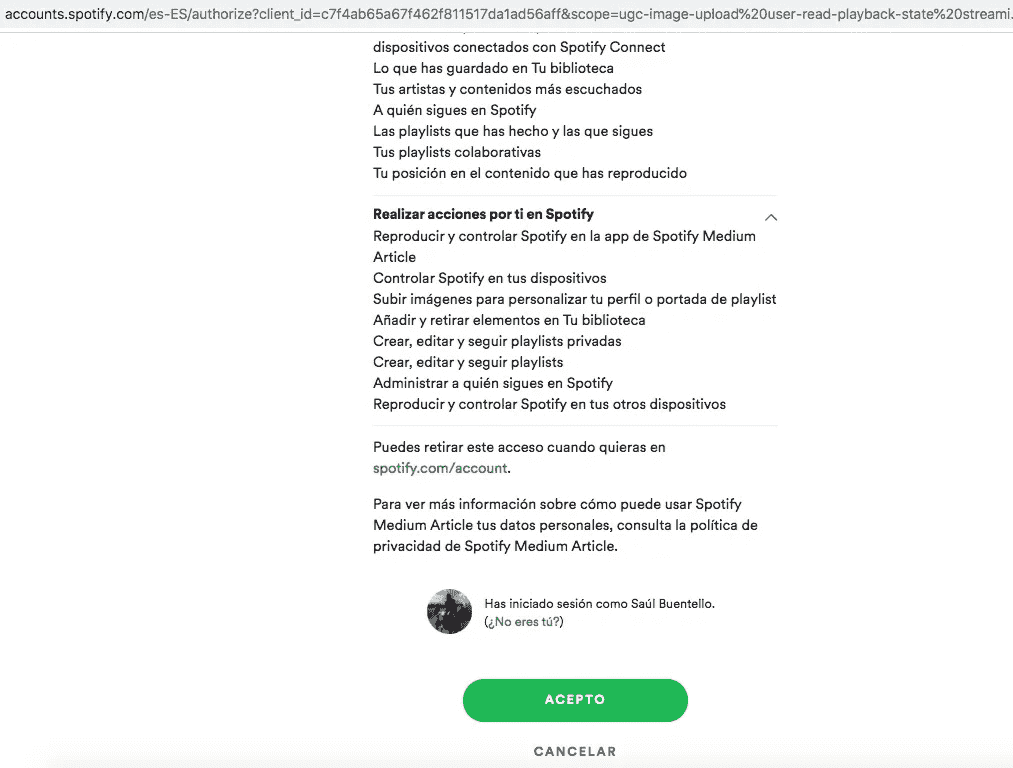 accounts.spotify.com/es-ES/authorize?client_id=c7f4ab65a67f462f811517da1ad56aff&scope=ugc-image-upload%20user-read-playback-state%20streami.
dispositivos conectados con Spotify Connect
Lo que has guardado en Tu biblioteca
Tus artistas y contenidos más escuchados
A quién sigues en Spotify
Las playlists que has hecho y las que sigues
Tus playlists colaborativas
Tu posición en el contenido que has reproducido
Realizar acciones por ti en Spotify
Reproducir y controlar Spotify en la app de Spotify Medium
Article
Controlar Spotify en tus dispositivos
Subir imágenes para personalizar tu perfil o portada de playlist
Añadir y retirar elementos en Tu biblioteca
Crear, editar y seguir playlists privadas
Crear, editar y seguir playlists
Administrar a quién sigues en Spotify
Reproducir y controlar Spotify en tus otros dispositivos
Puedes retirar este acceso cuando quieras en
spotify.com/account.
Para ver más información sobre cómo puede usar Spotify
Medium Article tus datos personales, consulta la política de
privacidad de Spotify Medium Article.
Has iniciado sesión como Saúl Buentello.
(¿No eres tú?)
ACEPTO
CANCELAR